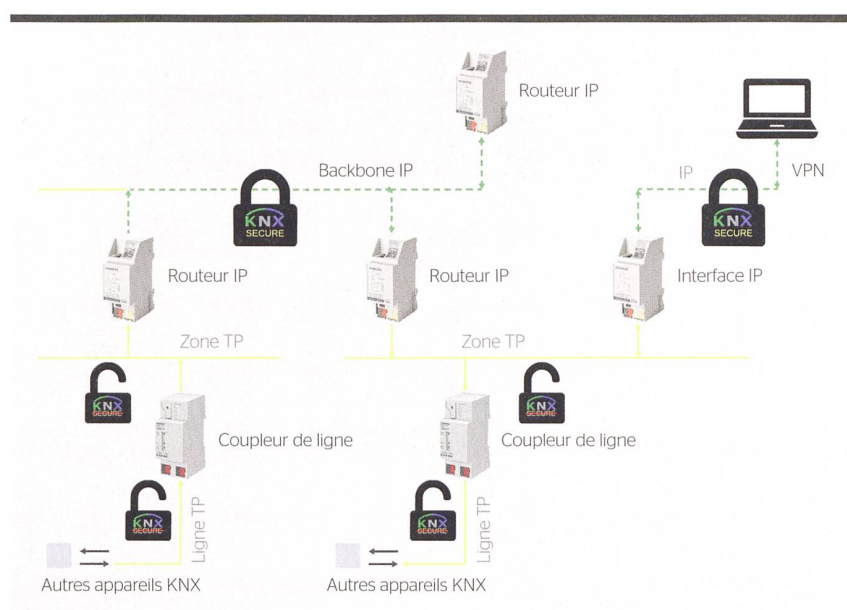 Routeur IP
Backbone IP
IP
VPN
KNX
SECURE
KNX
SECURE
Routeur IP
Routeur IP
Interface IP
Zone TP
Zone TP
KNX
SECURE
KNX
SECURE
Coupleur de ligne
Coupleur de ligne
KNX
SECURE
Ligne TP
KNX
SECURE
Ligne TP
Autres appareils KNX
Autres appareils KNX